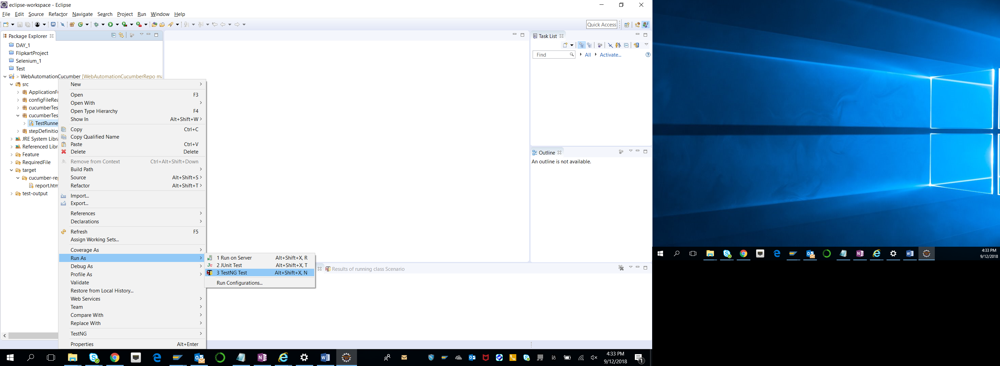 eclipse-workspace - Eclipse
File Edit Source Refactor Navigate Search Project Run Window Help
Quick Access
Package Explorer
DAY_1
FlipkartProject
Selenium_1
Test
> WebAutomationCucumber [WebAutomationCucumberRepo ma
src
ApplicationFu
configFileRea
cucumberTes
cucumberTes
TestRunne
stepDefinitio
JRE System Libra
Referenced Libr
Feature
RequiredFile
target
cucumber-rep
report.htm
test-output
New
Open F3
Open With
Open Type Hierarchy F4
Show In Alt+Shift+W
Copy Ctrl+C
Copy Qualified Name
Paste Ctrl+V
Delete Delete
Remove from Context Ctrl+Alt+Shift+Down
Build Path
Source Alt+Shift+S
Refactor Alt+Shift+T
Import...
Export...
References
Declarations
Refresh F5
Assign Working Sets...
Coverage As
Run As
Debug As
Profile As
Validate
Restore from Local History...
Web Services
Team
Compare With
Replace With
TestNG
Properties Alt+Enter
1 Run on Server Alt+Shift+X, R
2 JUnit Test Alt+Shift+X, T
3 TestNG Test Alt+Shift+X, N
Run Configurations...
Results of running class Scenario
Task List
Find
All
Activate...
Outline
An outline is not available.
4:33 PM
9/12/2018
1
4:33 PM
9/12/2018